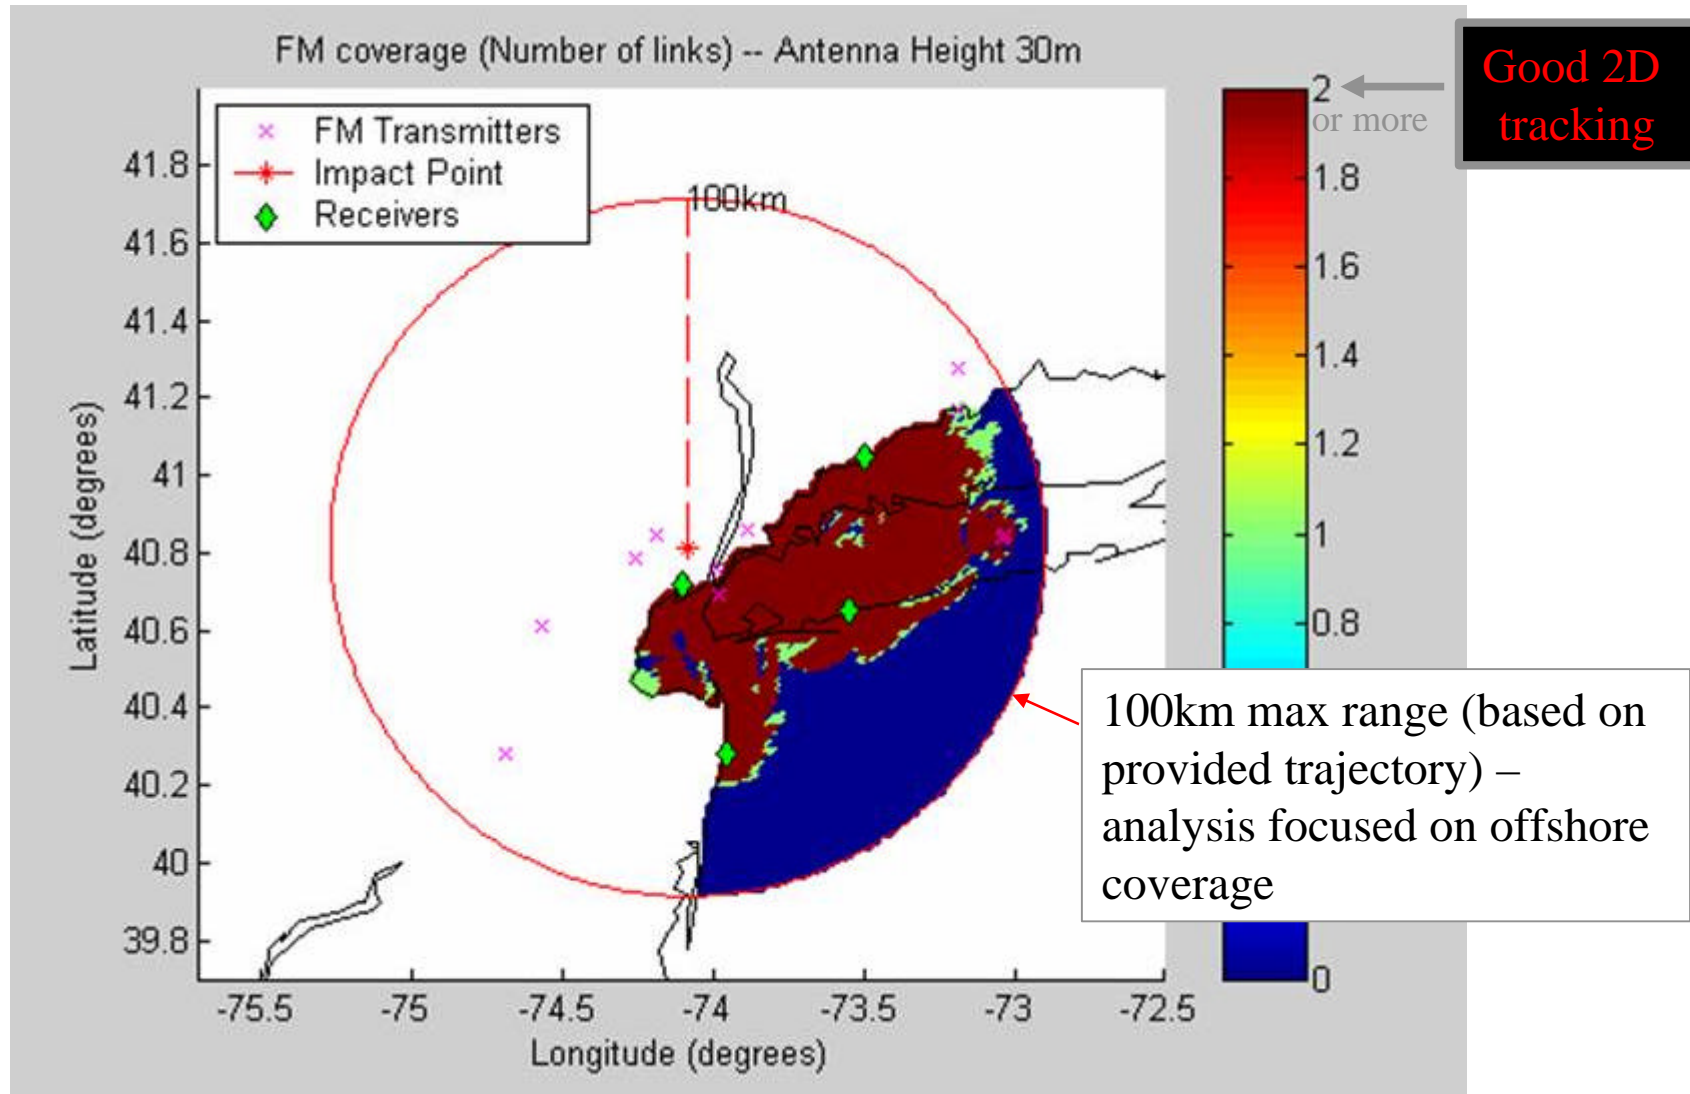 FM coverage (Number of links) -- Antenna Height 30m
Good 2D
tracking
2
or more
FM Transmitters
Impact Point
Receivers
100km
41.8
41.6
41.4
41.2
41
40.8
40.6
40.4
40.2
40
39.8
Latitude (degrees)
1.8
1.6
1.4
1.2
1
0.8
0
100km max range (based on
provided trajectory) –
analysis focused on offshore
coverage
-75.5
-75
-74.5
-74
-73.5
-73
-72.5
Longitude (degrees)